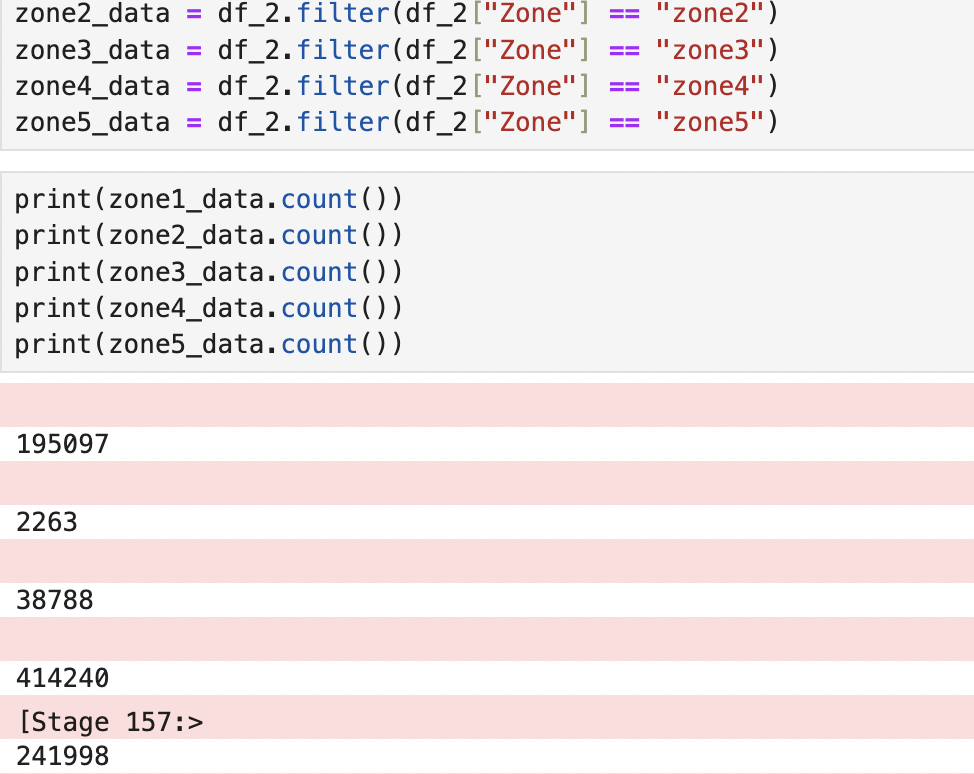 zone2_data = df_2.filter(df_2["Zone"] == "zone2")
zone3_data = df_2.filter(df_2["Zone"] == "zone3")
zone4_data = df_2.filter(df_2["Zone"] == "zone4")
zone5_data = df_2.filter(df_2["Zone"] == "zone5")
print(zone1_data.count())
print(zone2_data.count())
print(zone3_data.count())
print(zone4_data.count())
print(zone5_data.count())
195097
2263
38788
414240
[Stage 157:>
241998